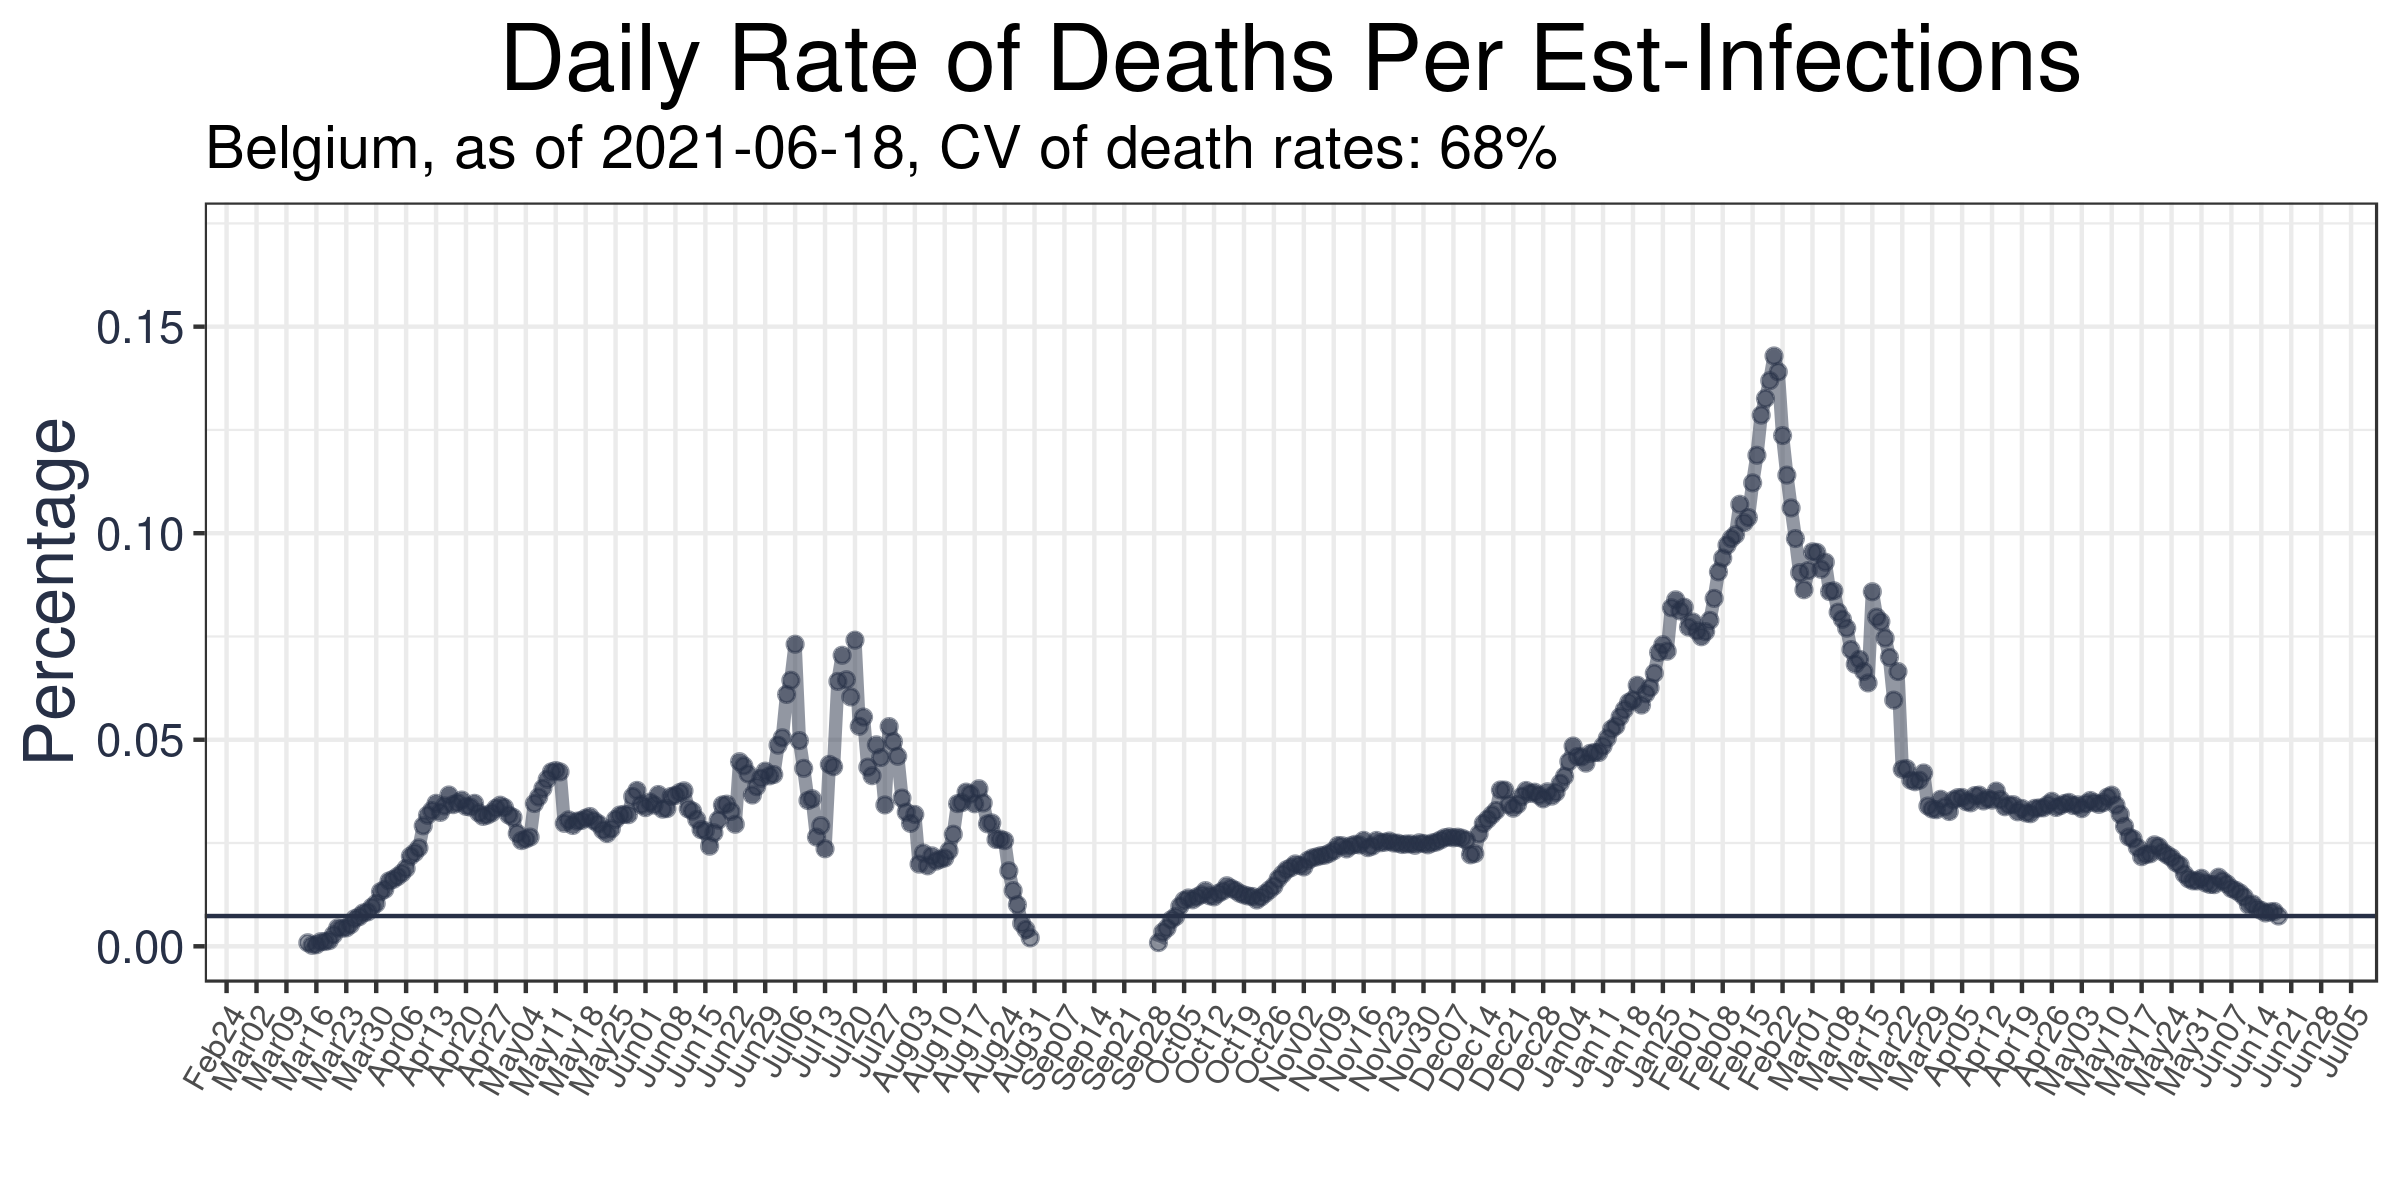 Daily Rate of Deaths Per Est-Infections
Belgium, as of 2021-06-18, CV of death rates: 68%
Percentage
0.15
0.10
0.05
0.00
Feb24
Mar02
Mar09
Mar16
Mar23
Mar30
Apr06
Apr13
Apr20
Apr27
May04
May11
May18
May25
Jun01
Jun08
Jun15
Jun22
Jun29
Jul06
Jul13
Jul20
Jul27
Aug03
Aug10
Aug17
Aug24
Aug31
Sep07
Sep14
Sep21
Sep28
Oct05
Oct12
Oct19
Oct26
Nov02
Nov09
Nov16
Nov23
Nov30
Dec07
Dec14
Dec21
Dec28
Jan04
Jan11
Jan18
Jan25
Feb01
Feb08
Feb15
Feb22
Mar01
Mar08
Mar15
Mar22
Mar29
Apr05
Apr12
Apr19
Apr26
May03
May10
May17
May24
May31
Jun07
Jun14
Jun21
Jun28
Jul05